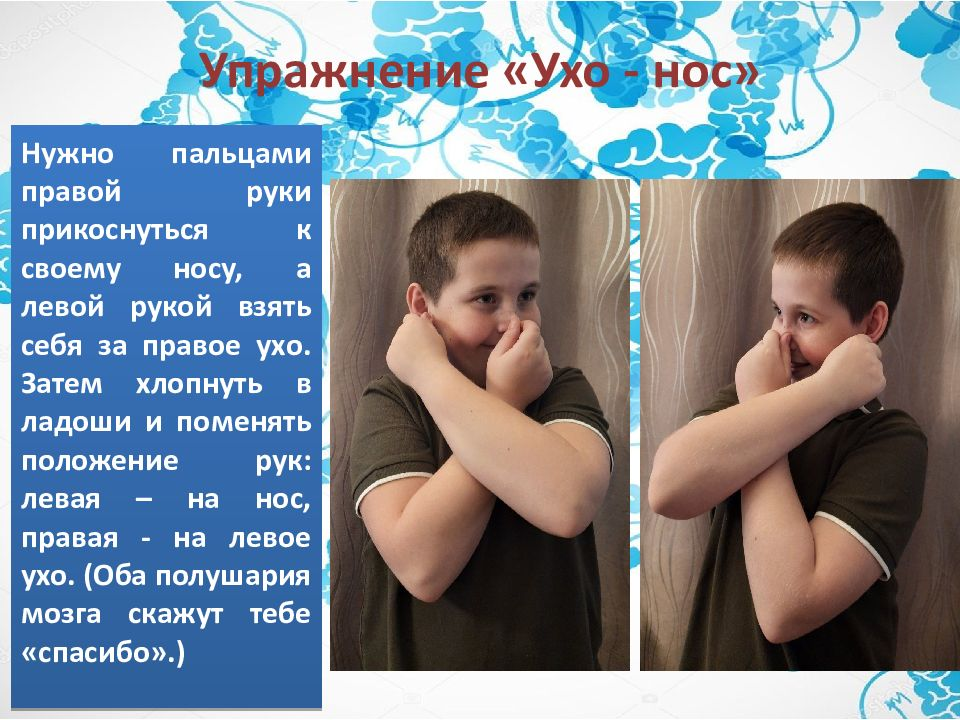 Упражнение «Ухо - нос»
Нужно пальцами
правой руки
прикоснуться к
своему носу, а
левой рукой взять
себя за правое ухо.
Затем хлопнуть в
ладоши и поменять
положение рук:
левая – на нос,
правая - на левое
ухо. (Оба полушария
мозга скажут тебе
«спасибо».)